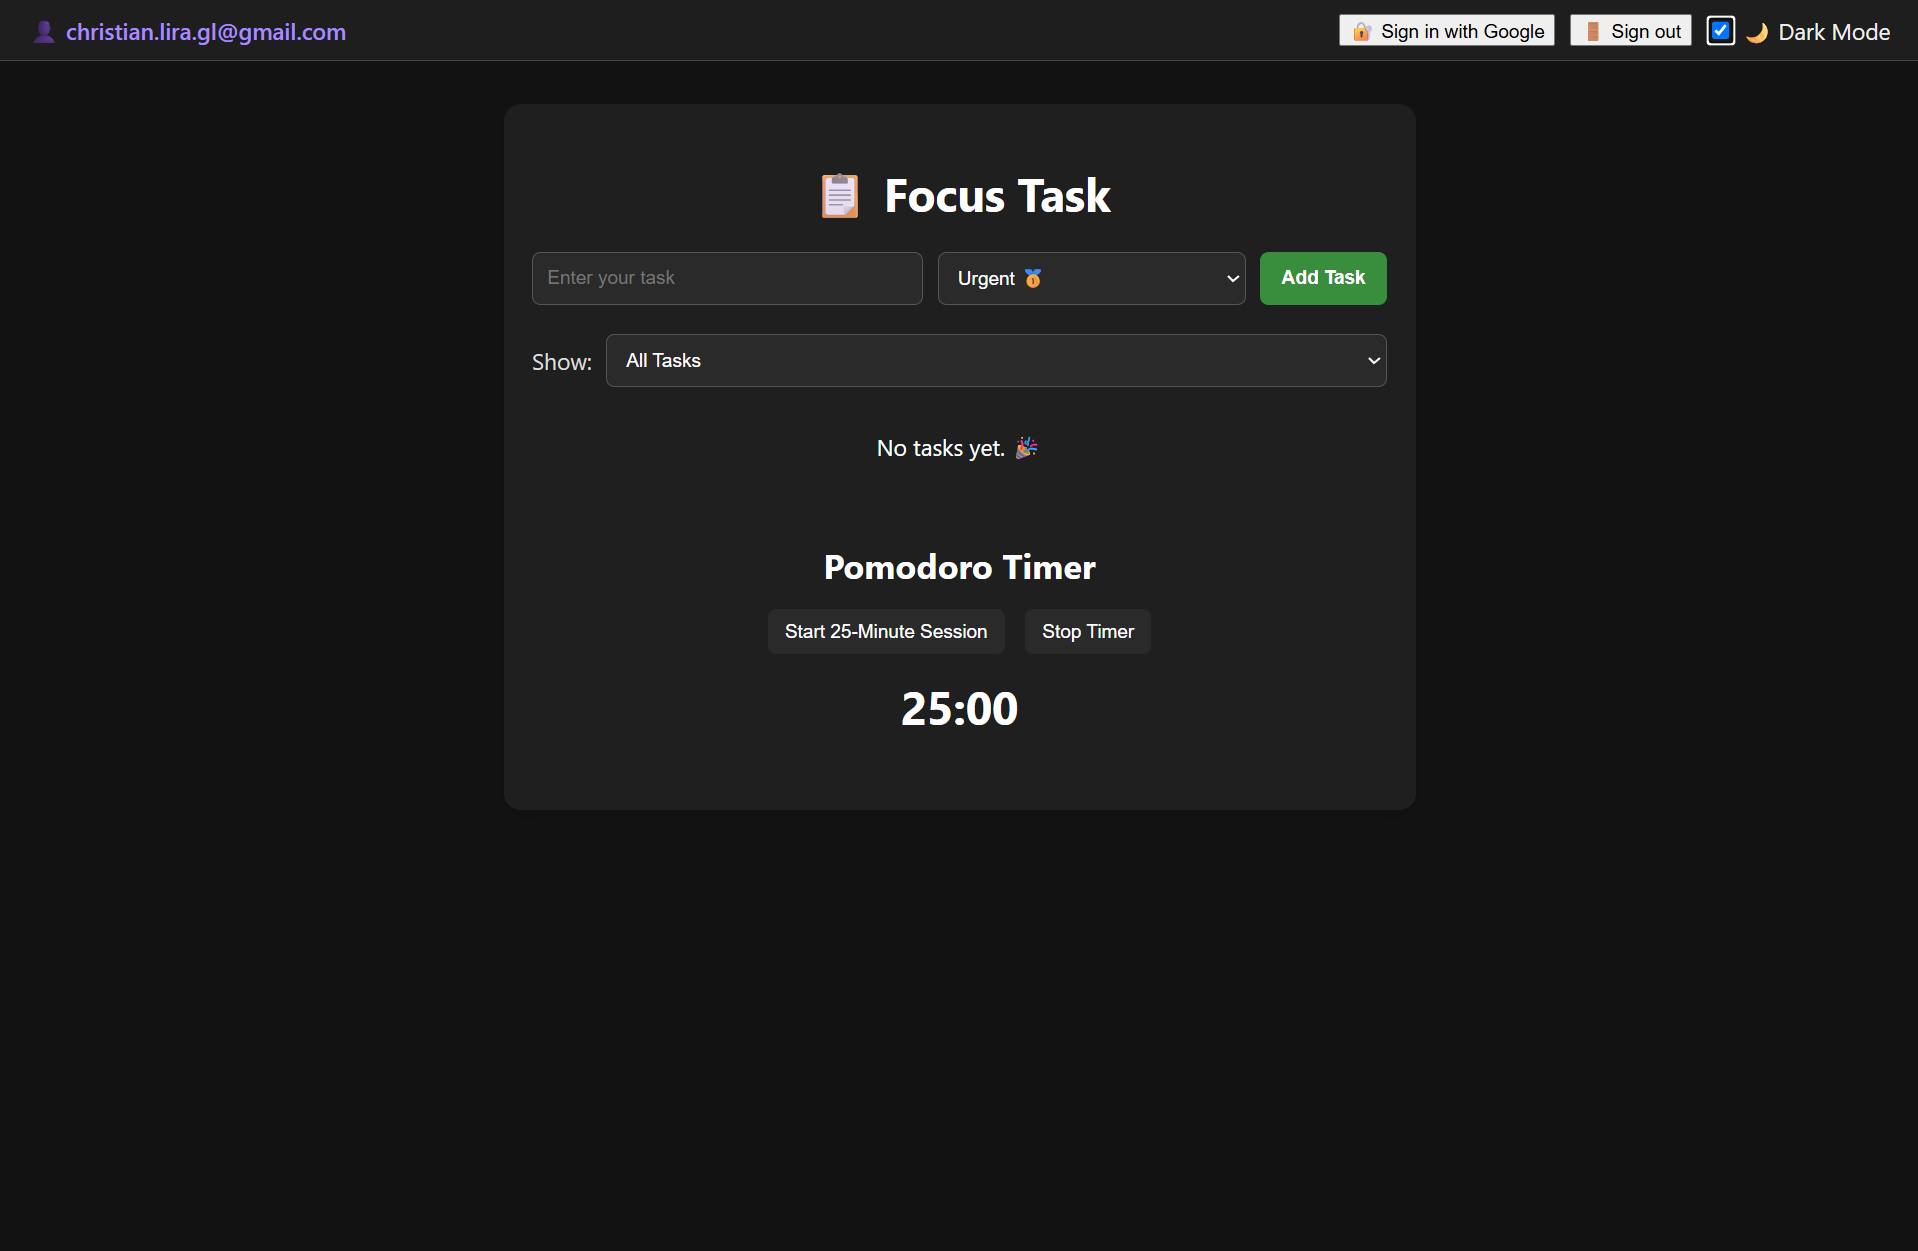 christian.lira.gl@gmail.com
Sign in with Google
Sign out
Dark Mode
Focus Task
Enter your task
Urgent
Add Task
Show:
All Tasks
No tasks yet.
Pomodoro Timer
Start 25-Minute Session
Stop Timer
25:00